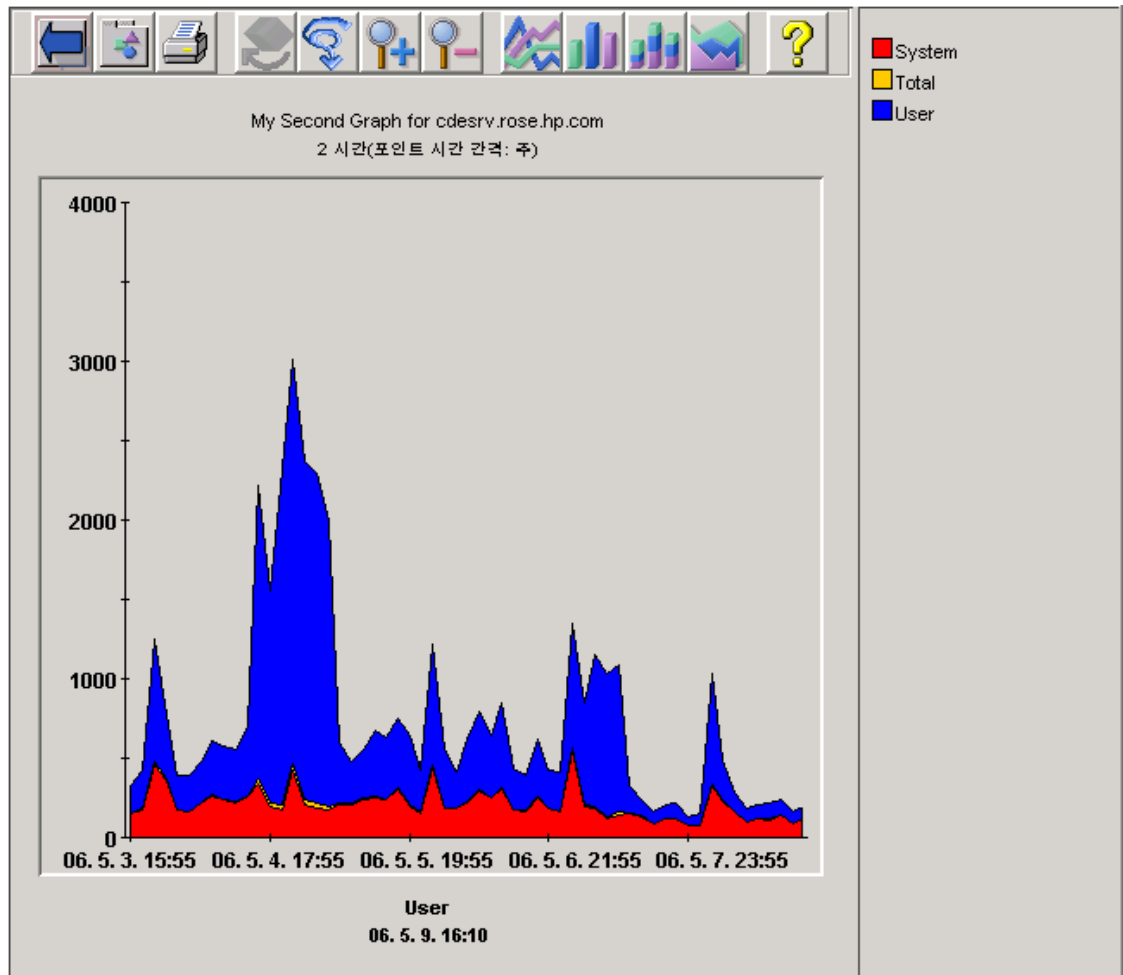 ?
System
Total
User
My Second Graph for cdesrv.rose.hp.com
2 시간(포인트 시간 간격: 주)
4000
3000
2000
1000
0
06. 5. 3. 15:55 06. 5. 4. 17:55 06. 5. 5. 19:55 06. 5. 6. 21:55 06. 5. 7. 23:55
User
06. 5. 9. 16:10